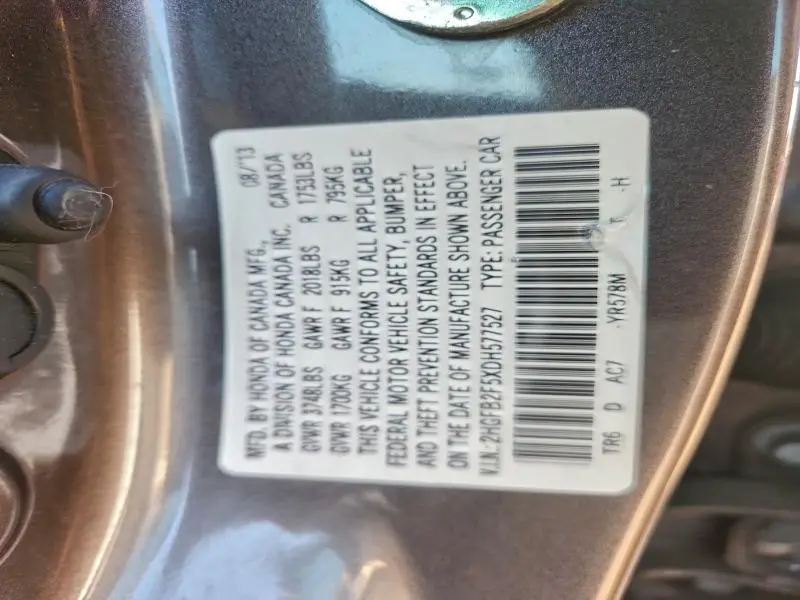 MFD. BY HONDA OF CANADA MFG., 08/'13
A DIVISION OF HONDA CANADA INC. CANADA
GVWR 3748LBS GAWR F 2018LBS R 1753LBS
GVWR 1700KG GAWR F 915KG R 795KG
THIS VEHICLE CONFORMS TO ALL APPLICABLE
FEDERAL MOTOR VEHICLE SAFETY, BUMPER,
AND THEFT PREVENTION STANDARDS IN EFFECT
ON THE DATE OF MANUFACTURE SHOWN ABOVE.
V.I.N.: 2HGFB2F5XDH577527 TYPE: PASSENGER CAR
TR6 D AC7 -YR578M -H